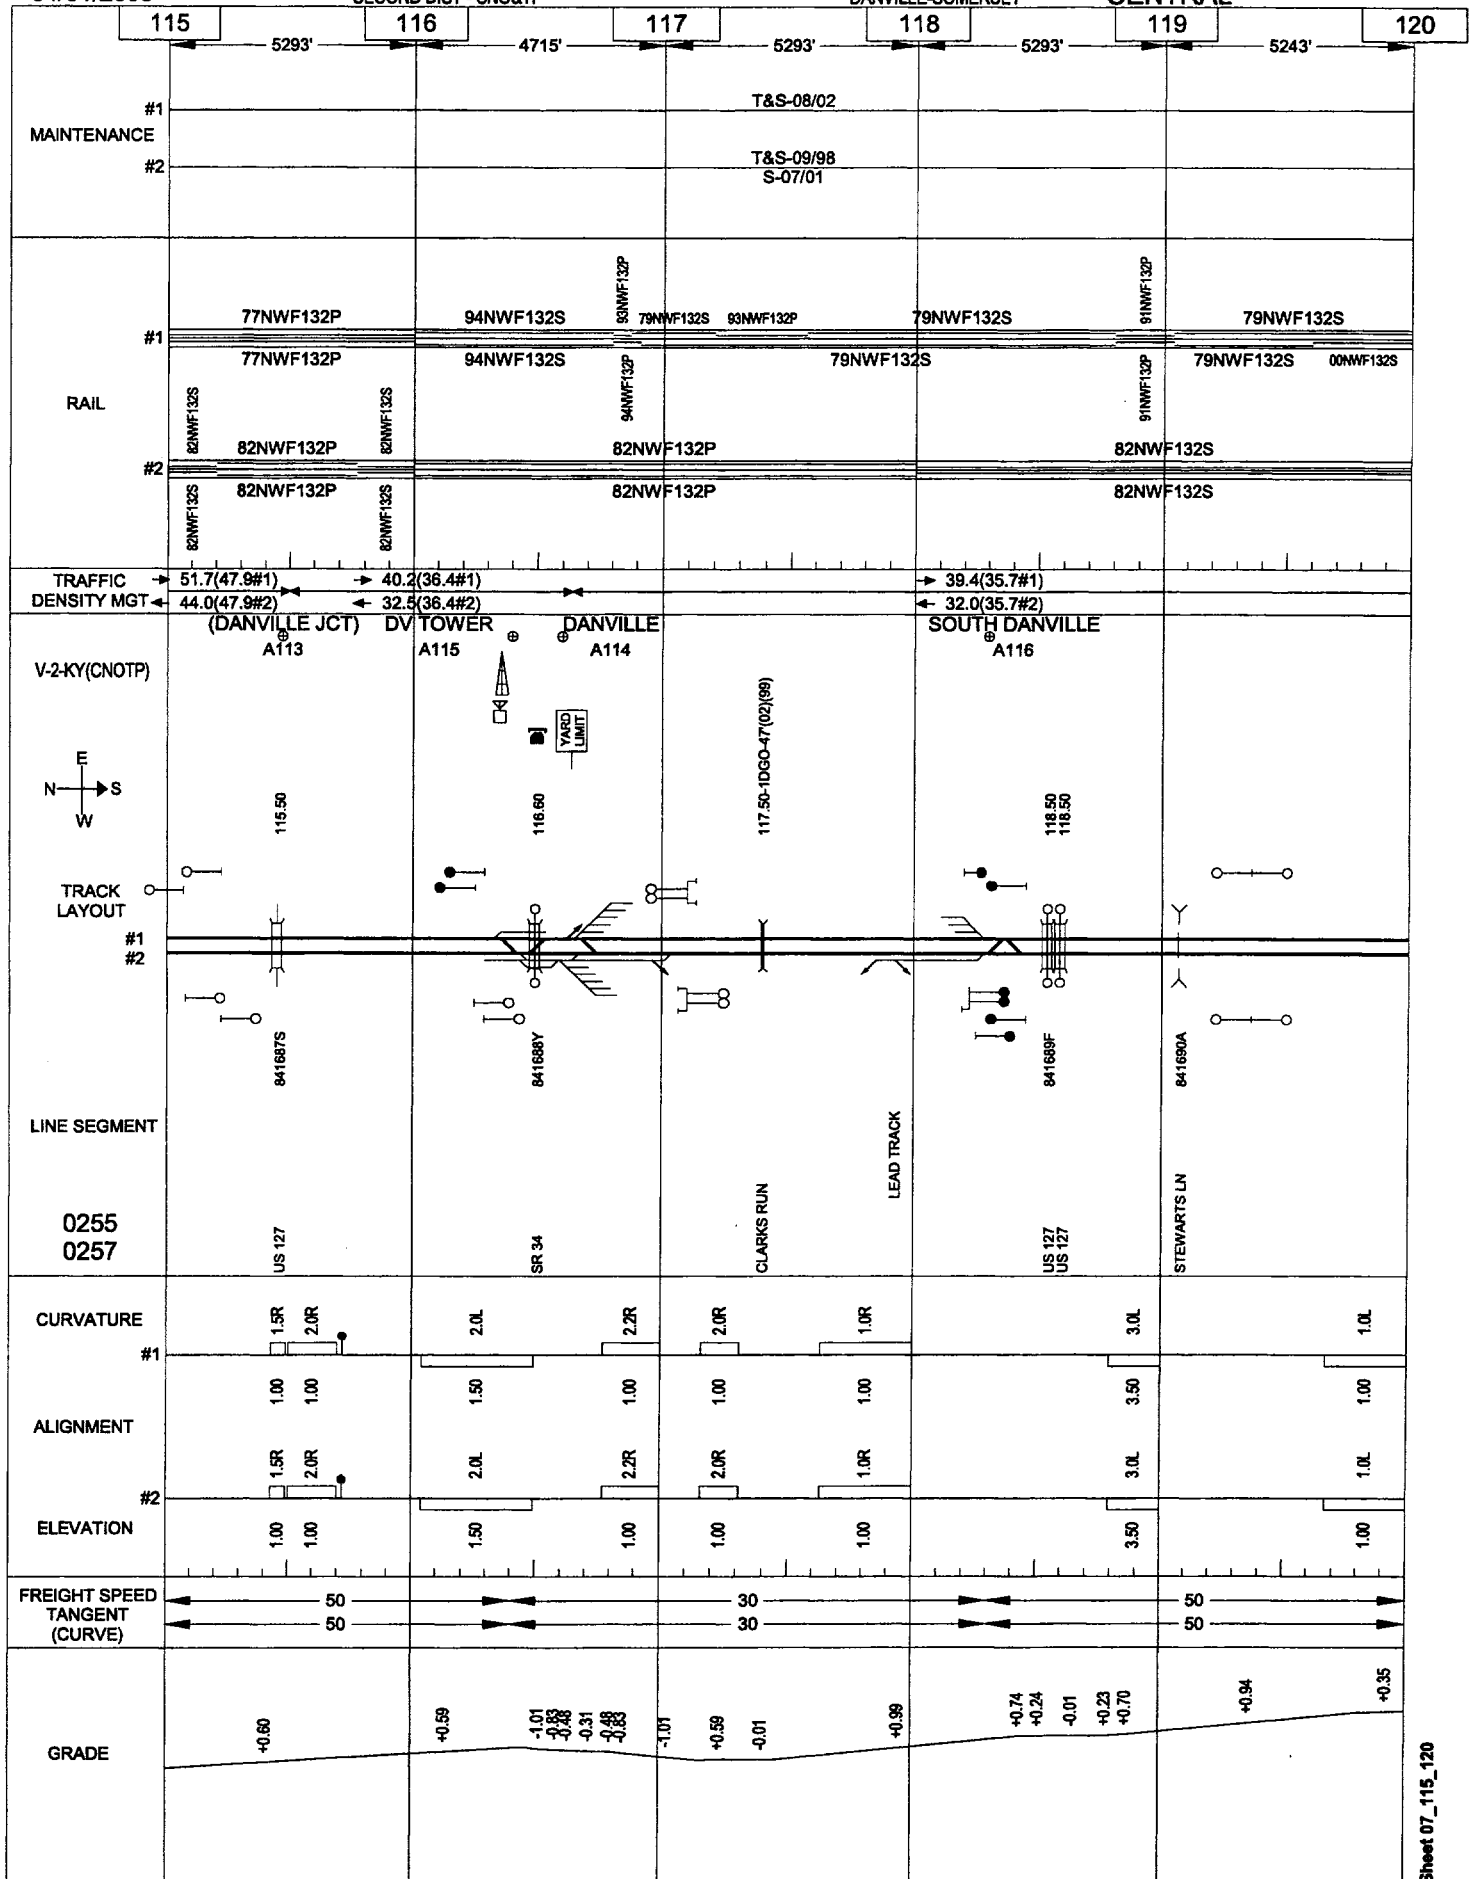 115 116 117 118 119 120
5293' 4715' 5293' 5293' 5243'
#1 T&S-08/02
MAINTENANCE
#2 T&S-09/98
S-07/01
93NWF132P 91NWF132P
77NWF132P 94NWF132S 79NWF132S 93NWF132P 79NWF132S 79NWF132S
#1
77NWF132P 94NWF132S 79NWF132S 79NWF132S 00NWF132S
94NWF132P 91NWF132P
RAIL
82NWF132S 82NWF132S
82NWF132P 82NWF132P 82NWF132S
#2
82NWF132P 82NWF132P 82NWF132S
82NWF132S 82NWF132S
TRAFFIC 51.7(47.9#1) 40.2(36.4#1) 39.4(35.7#1)
DENSITY MGT 44.0(47.9#2) 32.5(36.4#2) 32.0(35.7#2)
(DANVILLE JCT) DV TOWER DANVILLE SOUTH DANVILLE
A113 A115 A114 A116
V-2-KY(CNOTP)
YARD
LIMIT
E
N S
W
115.50 116.60 117.50-1DGO-47'(02)(99) 118.50
118.50
TRACK
LAYOUT
#1
#2
841687S 841688Y 841689F 841690A
LINE SEGMENT
LEAD TRACK
0255
0257
US 127 SR 34 CLARKS RUN US 127
US 127 STEWARTS LN
CURVATURE 1.5R 2.0R 2.0L 2.2R 2.0R 1.0R 3.0L 1.0L
#1
1.00 1.00 1.50 1.00 1.00 1.00 3.50 1.00
ALIGNMENT
1.5R 2.0R 2.0L 2.2R 2.0R 1.0R 3.0L 1.0L
#2
ELEVATION 1.00 1.00 1.50 1.00 1.00 1.00 3.50 1.00
FREIGHT SPEED 50 30 50
TANGENT
(CURVE) 50 30 50
GRADE
+0.60 +0.59 -1.01 -0.83 -0.48 -0.31 -0.48 -0.83 -1.01 +0.59 -0.01 +0.99 +0.74 +0.24 -0.01 +0.23 +0.70 +0.94 +0.35
Sheet 07_115_120